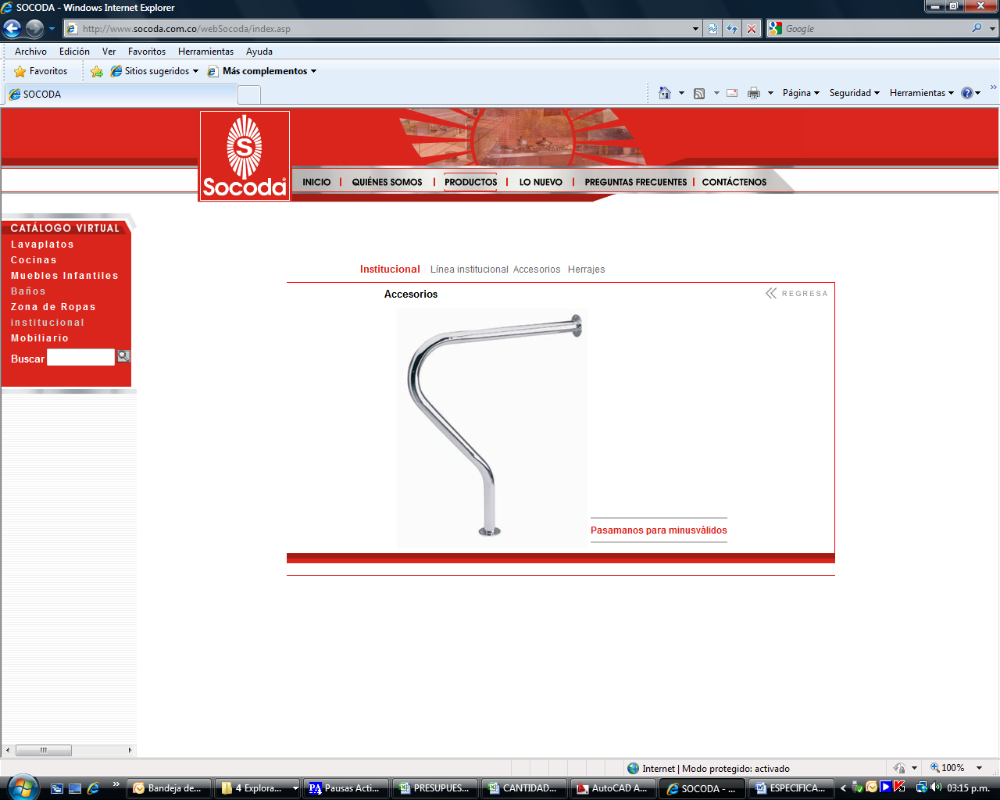 SOCODA - Windows Internet Explorer
http://www.socoda.com.co/webSocoda/index.asp
Google
Archivo Edición Ver Favoritos Herramientas Ayuda
Favoritos Sitios sugeridos Más complementos
SOCODA
Página Seguridad Herramientas
S
Socoda
INICIO QUIÉNES SOMOS PRODUCTOS LO NUEVO PREGUNTAS FRECUENTES CONTÁCTENOS
CATÁLOGO VIRTUAL
Lavaplatos
Cocinas
Muebles Infantiles
Baños
Zona de Ropas
institucional
Mobiliario
Buscar
Institucional Línea institucional Accesorios Herrajes
Accesorios
REGRESA
Pasamanos para minusválidos
Internet | Modo protegido: activado
100%
Bandeja de... 4 Explora... Pausas Acti... PRESUPUES... CANTIDAD... AutoCAD A... SOCODA - ... ESPECIFICA... 03:15 p.m.